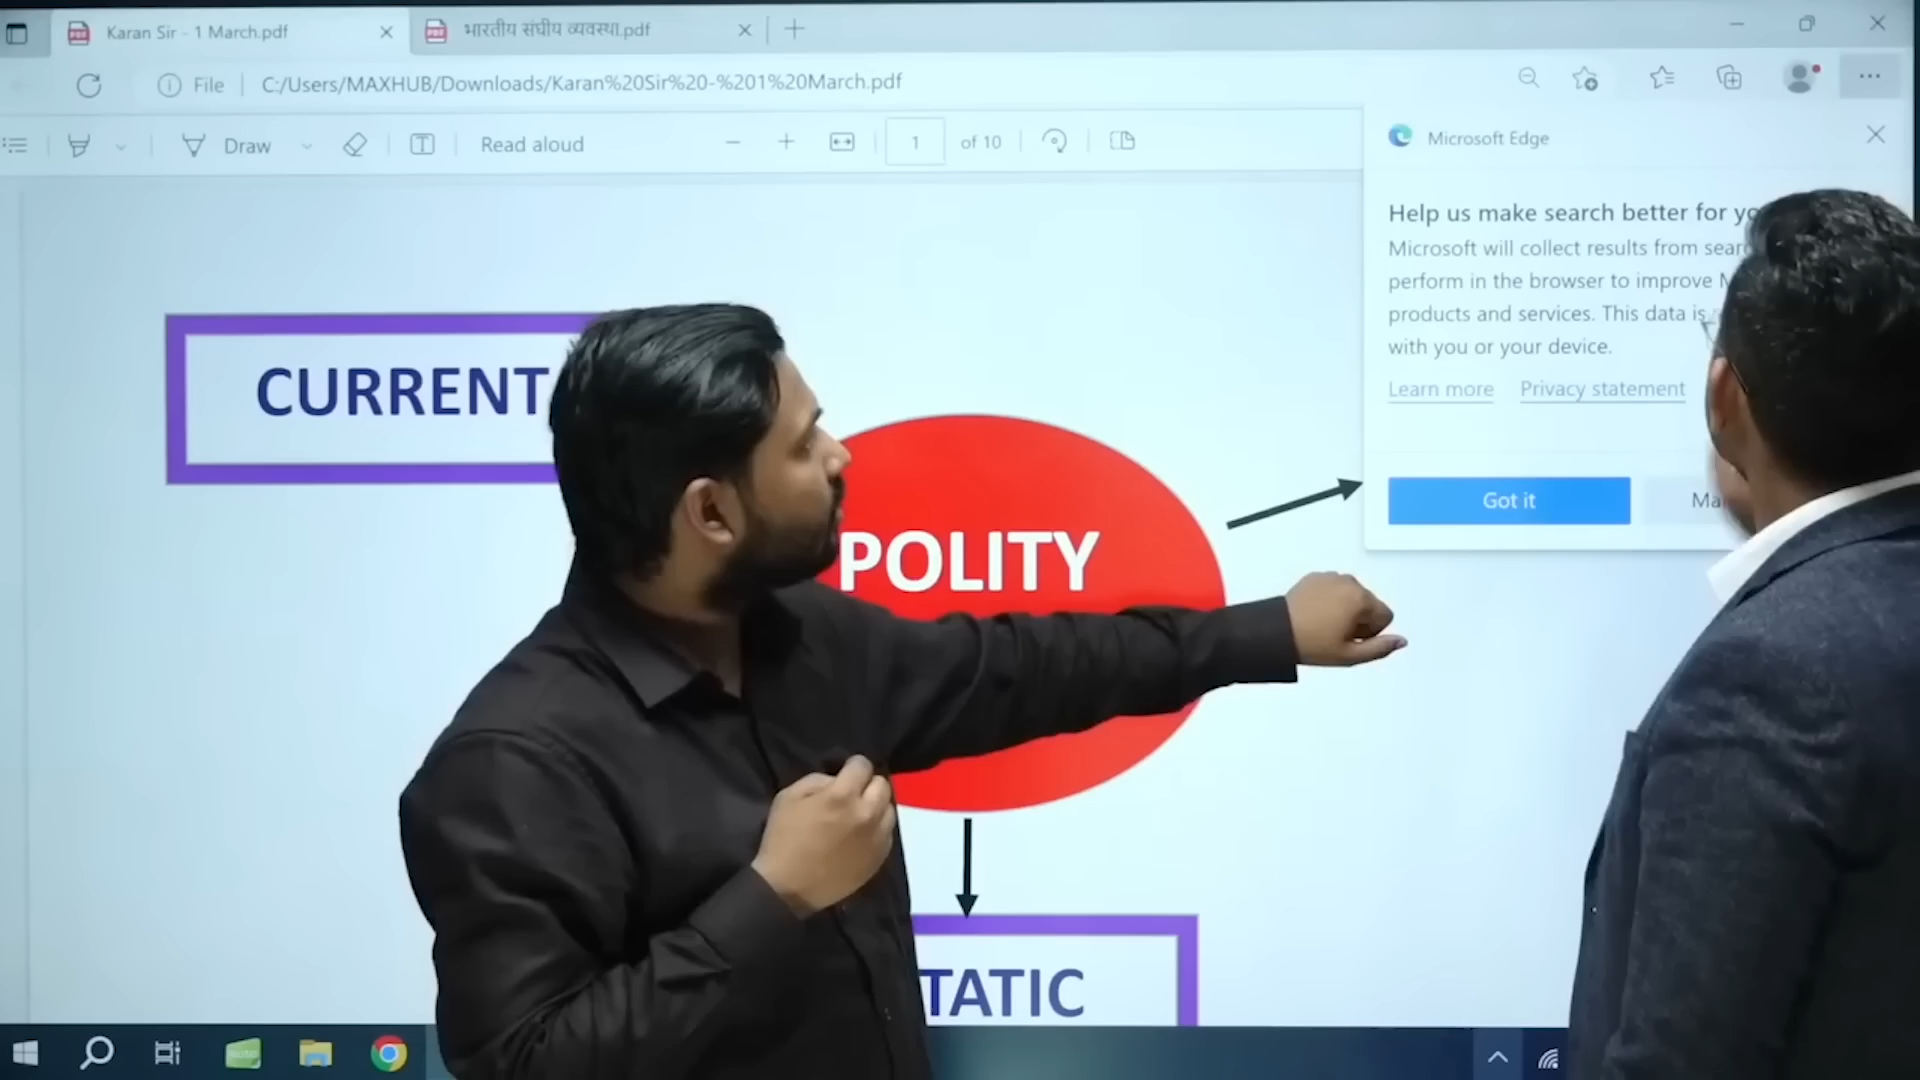 Karan Sir - 1 March.pdf
भारतीय संघीय व्यवस्था.pdf
File
C:/Users/MAXHUB/Downloads/Karan%20Sir%20-%201%20March.pdf
Draw
Read aloud
1
of 10
Microsoft Edge
Help us make search better for
Microsoft will collect results from
perform in the browser to improve
products and services. This data is
with you or your device.
Learn more
Privacy statement
Got it
CURRENT
POLITY
TATIC